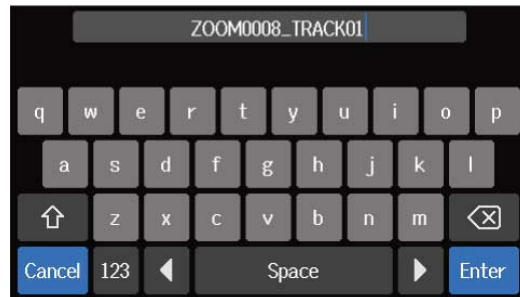 ZOOM0008_TRACK01
q w e r t y u i o p
a s d f g h j k l
z x c v b n m
Cancel 123 Space Enter